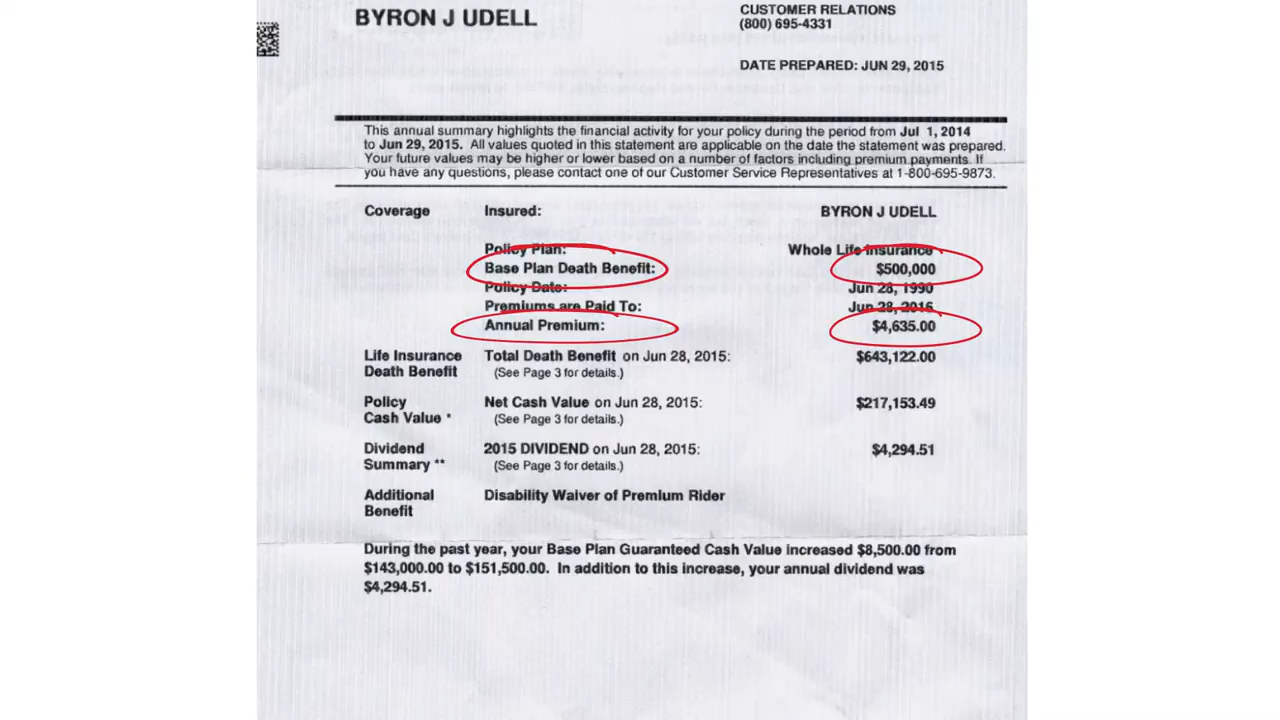 BYRON J UDELL
CUSTOMER RELATIONS
(800) 695-4331
DATE PREPARED: JUN 29, 2015
This annual summary highlights the financial activity for your policy during the period from Jul 1, 2014
to Jun 29, 2015. All values quoted in this statement are applicable on the date the statement was prepared.
Your future values may be higher or lower based on a number of factors including premium payments. If
you have any questions, please contact one of our Customer Service Representatives at 1-800-695-9873.
Coverage Insured: BYRON J UDELL
Policy Plan: Whole Life Insurance
Base Plan Death Benefit: $500,000
Policy Date: Jun 28, 1990
Premiums are Paid To: Jun 28, 2016
Annual Premium: $4,635.00
Life Insurance Total Death Benefit on Jun 28, 2015: $643,122.00
Death Benefit (See Page 3 for details.)
Policy Net Cash Value on Jun 28, 2015: $217,153.49
Cash Value * (See Page 3 for details.)
Dividend 2015 DIVIDEND on Jun 28, 2015: $4,294.51
Summary ** (See Page 3 for details.)
Additional Disability Waiver of Premium Rider
Benefit
During the past year, your Base Plan Guaranteed Cash Value increased $8,500.00 from
$143,000.00 to $151,500.00. In addition to this increase, your annual dividend was
$4,294.51.